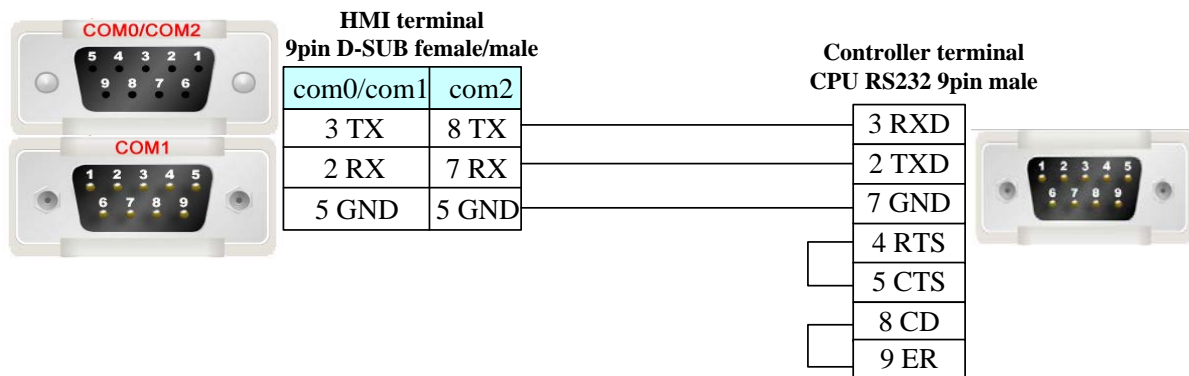 COM0/COM2
5 4 3 2 1
9 8 7 6
COM1
1 2 3 4 5
6 7 8 9
HMI terminal
9pin D-SUB female/male
com0/com1 com2
3 TX 8 TX
2 RX 7 RX
5 GND 5 GND
Controller terminal
CPU RS232 9pin male
3 RXD
2 TXD
7 GND
4 RTS
5 CTS
8 CD
9 ER
1 2 3 4 5
6 7 8 9